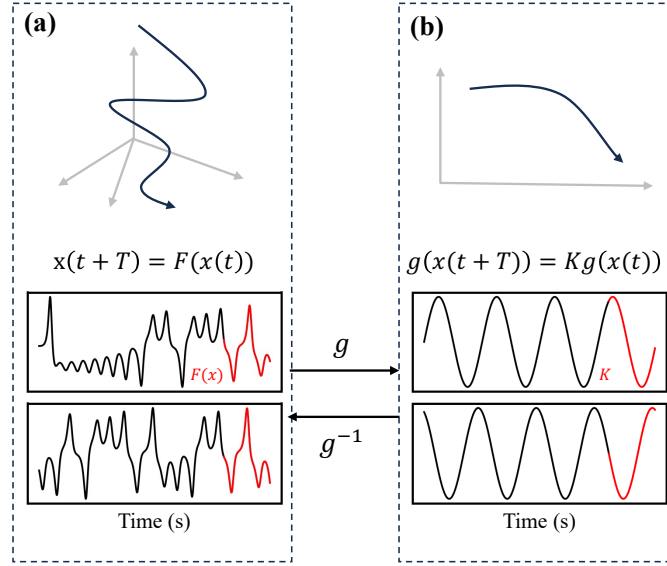 (a)
x(t + T) = F(x(t))
F(x)
Time (s)
g
g⁻¹
(b)
g(x(t + T)) = Kg(x(t))
K
Time (s)